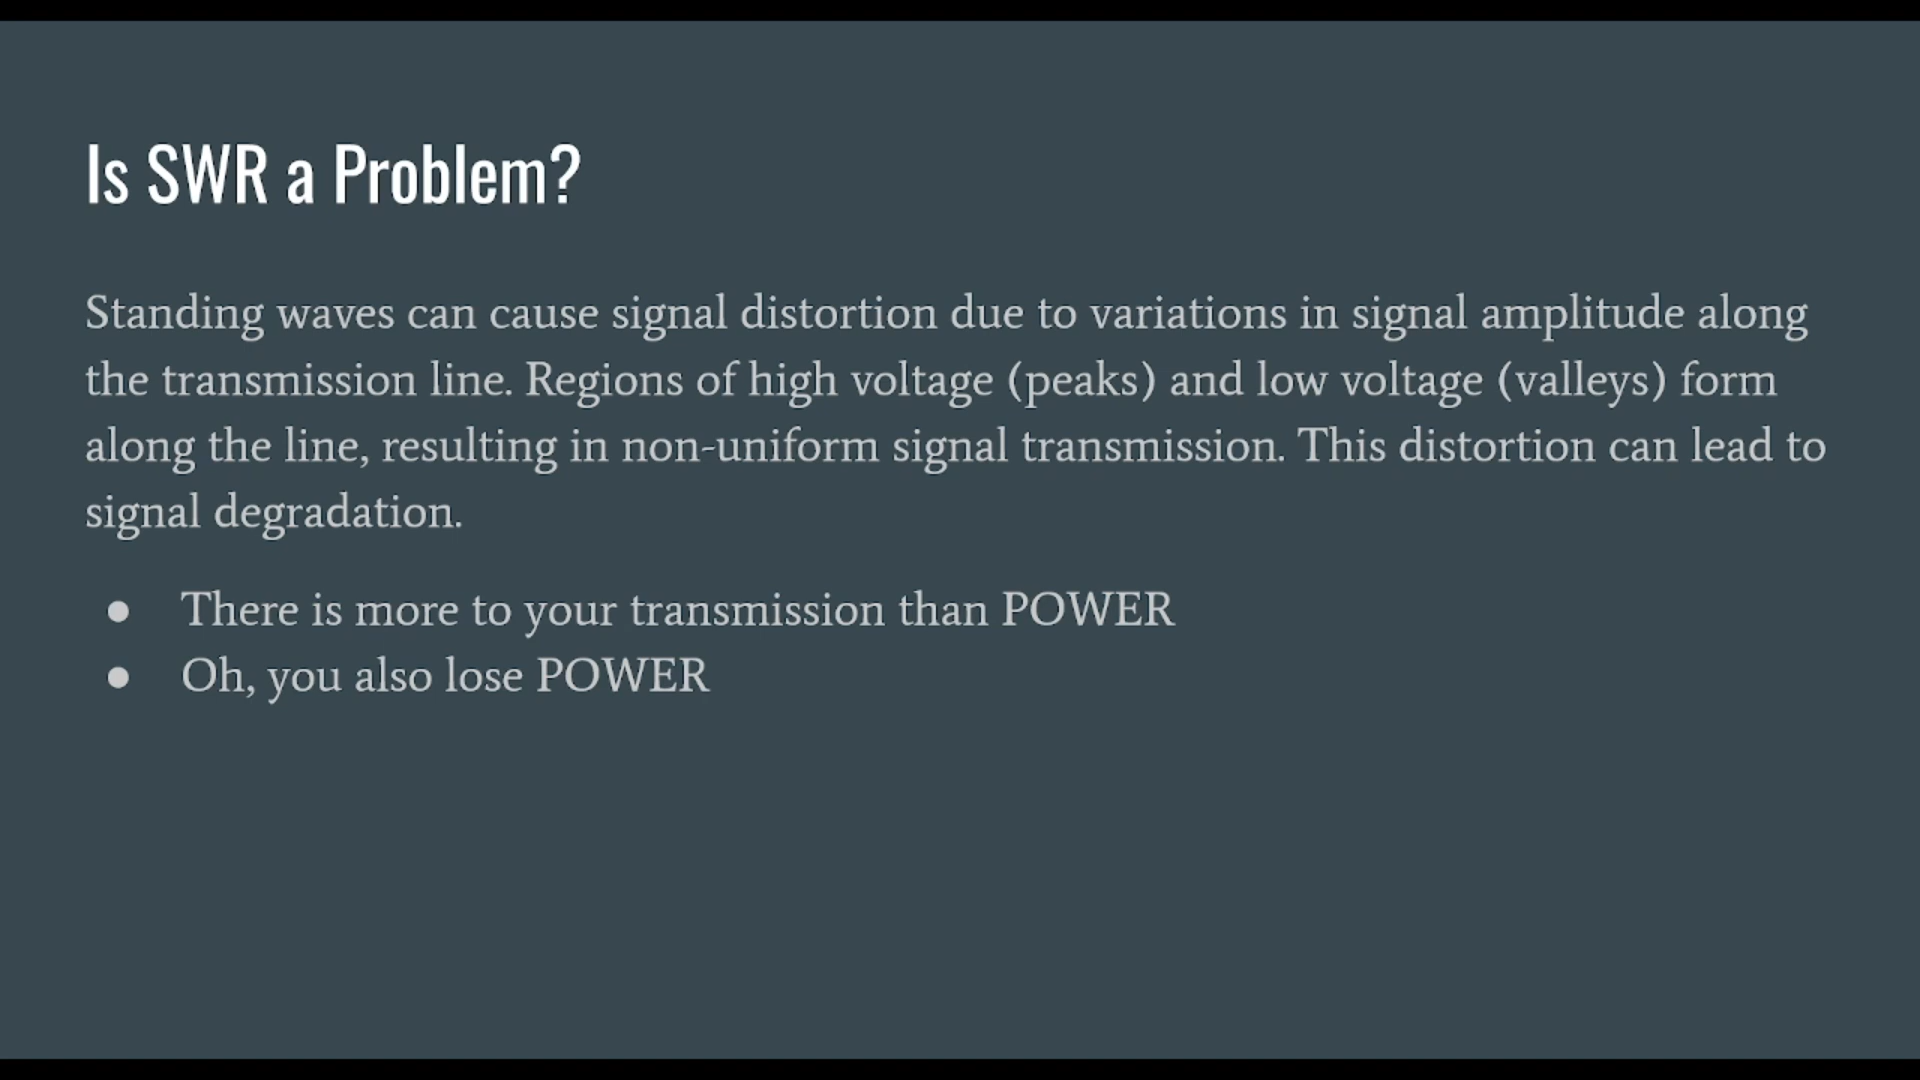 Is SWR a Problem?
Standing waves can cause signal distortion due to variations in signal amplitude along
the transmission line. Regions of high voltage (peaks) and low voltage (valleys) form
along the line, resulting in non-uniform signal transmission. This distortion can lead to
signal degradation.
● There is more to your transmission than POWER
● Oh, you also lose POWER